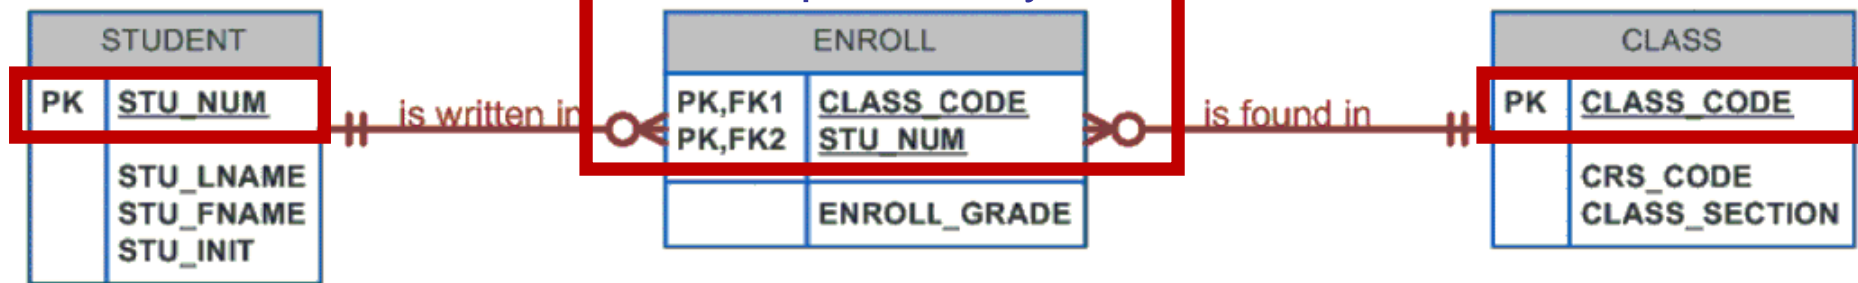 STUDENT
PK STU_NUM
STU_LNAME
STU_FNAME
STU_INIT
is written in
ENROLL
PK,FK1 CLASS_CODE
PK,FK2 STU_NUM
ENROLL_GRADE
is found in
CLASS
PK CLASS_CODE
CRS_CODE
CLASS_SECTION